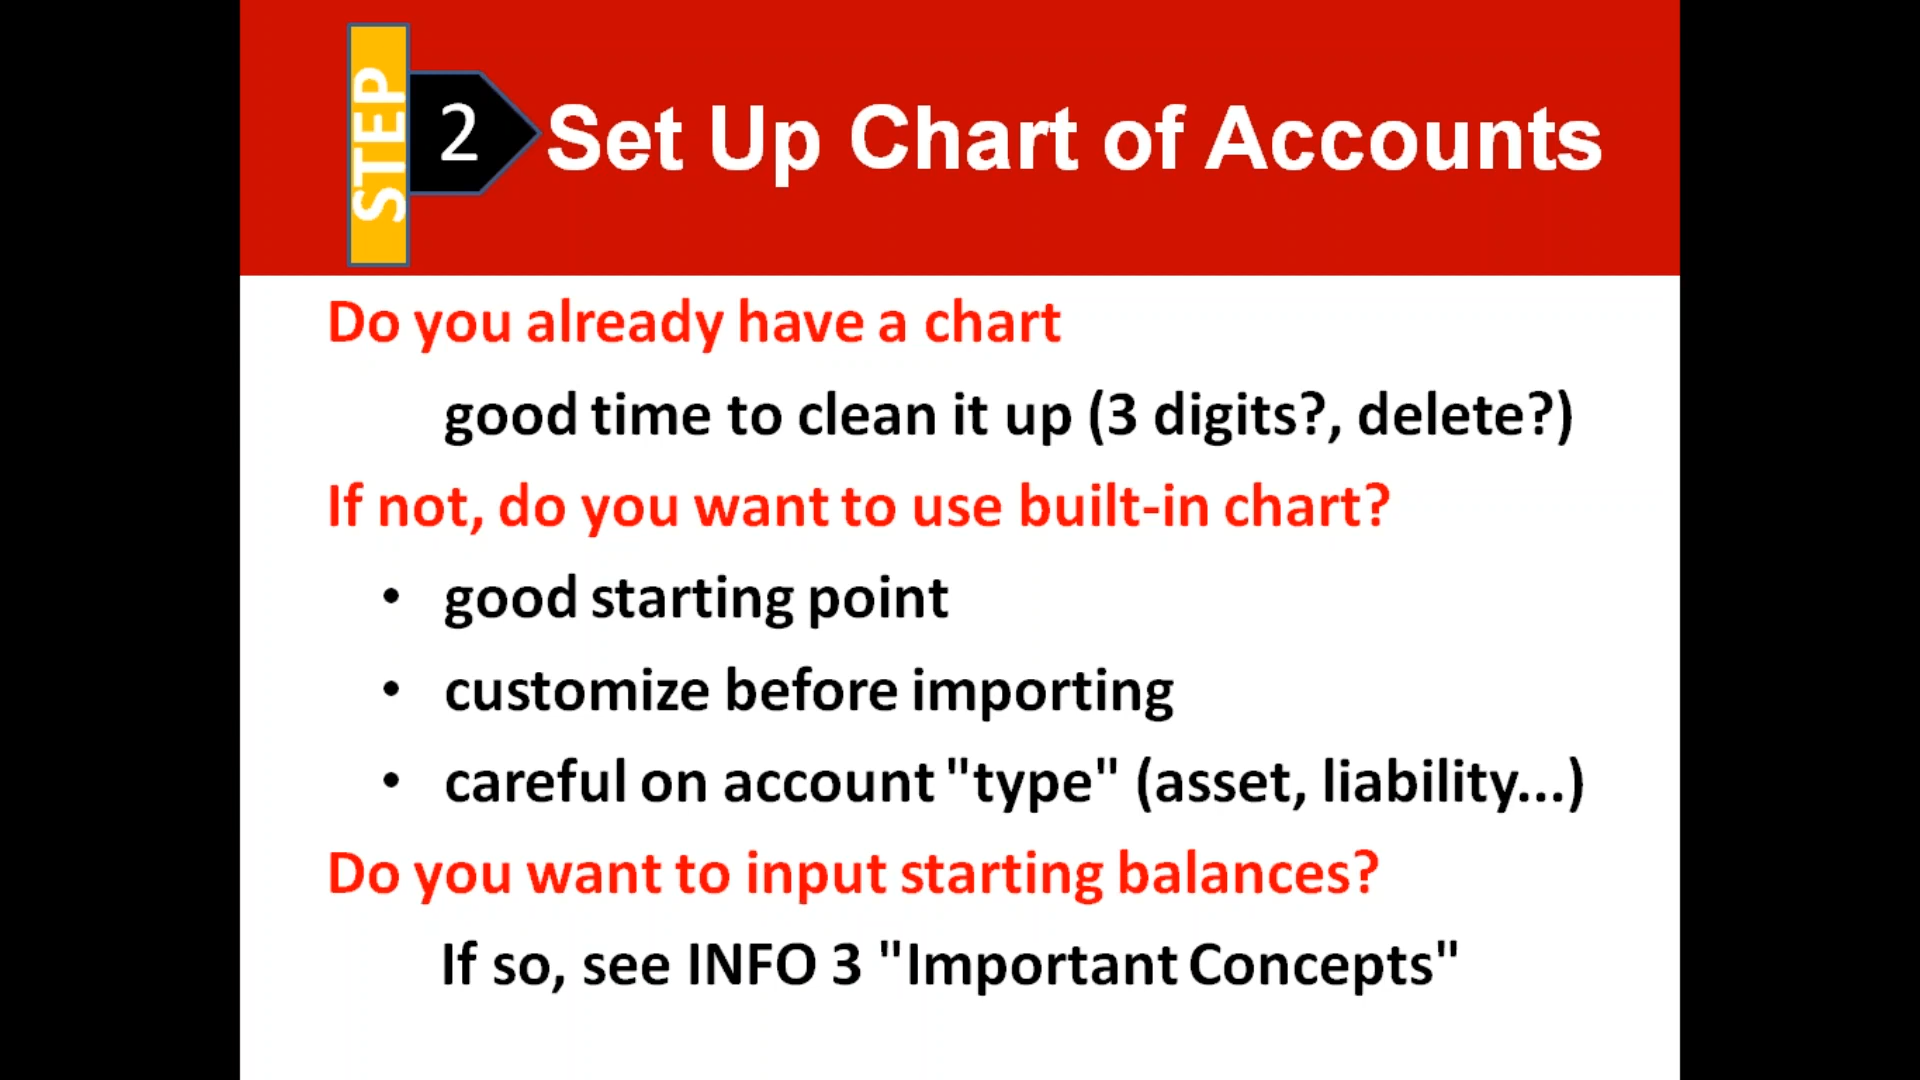 STEP 2 Set Up Chart of Accounts
Do you already have a chart
good time to clean it up (3 digits?, delete?)
If not, do you want to use built-in chart?
• good starting point
• customize before importing
• careful on account "type" (asset, liability...)
Do you want to input starting balances?
If so, see INFO 3 "Important Concepts"